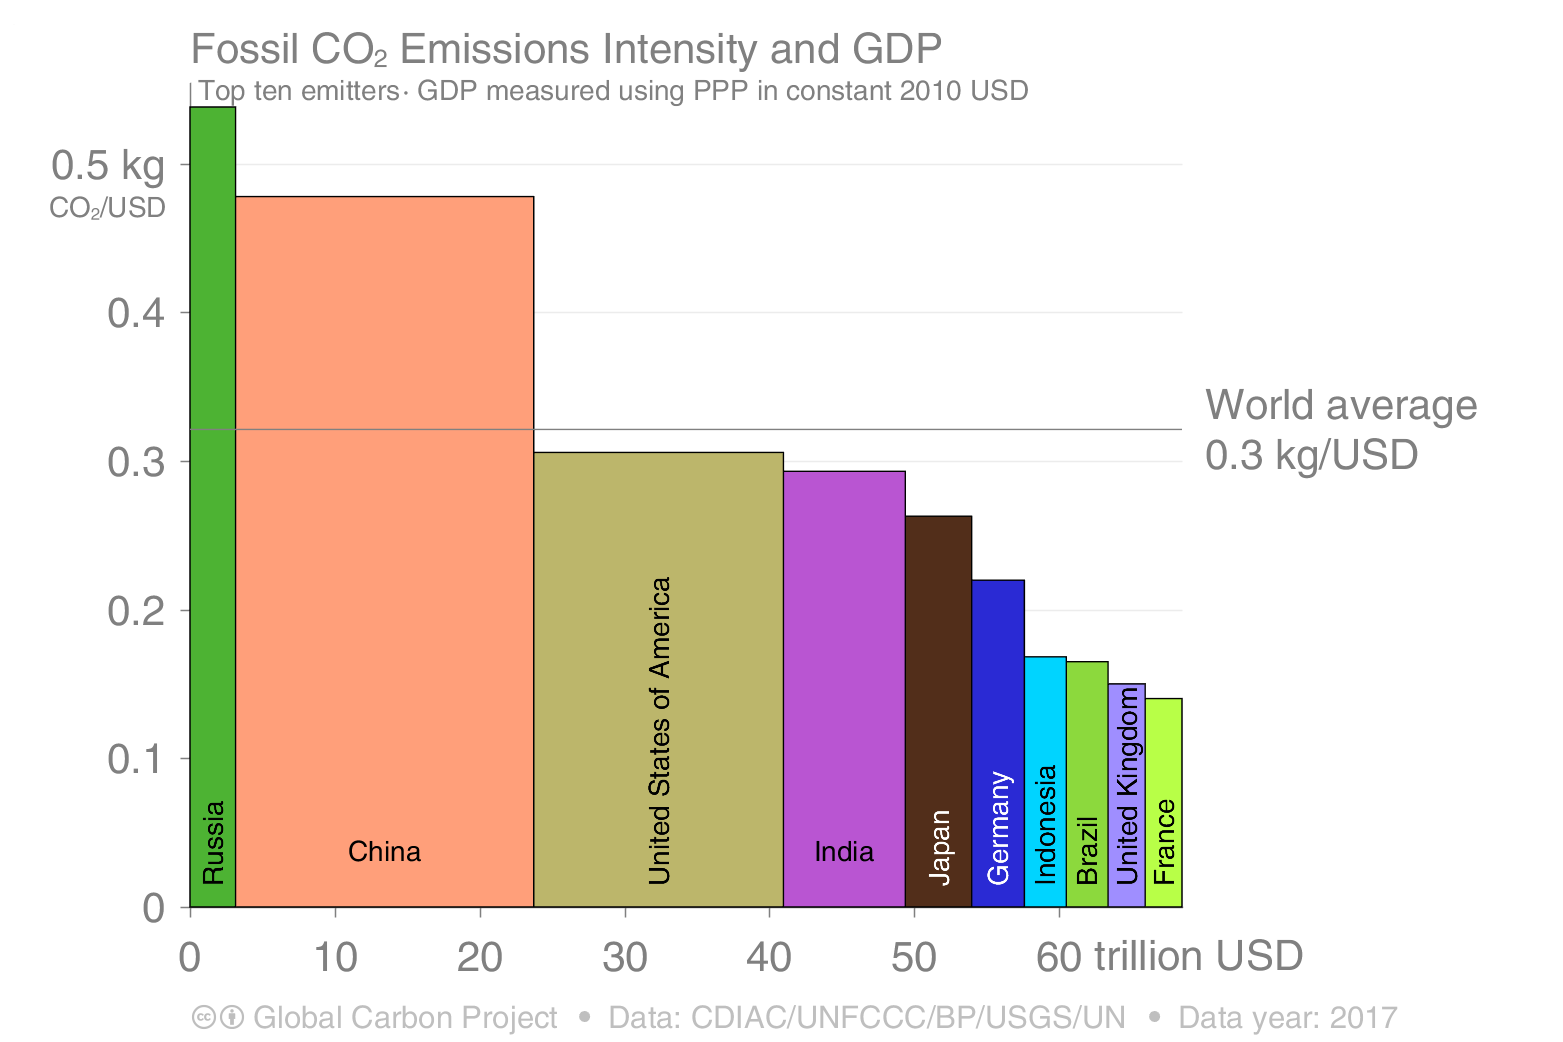 Fossil CO₂ Emissions Intensity and GDP
Top ten emitters· GDP measured using PPP in constant 2010 USD
0.5 kg
CO₂/USD
0.4
0.3
0.2
0.1
0
World average
0.3 kg/USD
Russia
China
United States of America
India
Japan
Germany
Indonesia
Brazil
United Kingdom
France
0 10 20 30 40 50 60 trillion USD
cc Global Carbon Project • Data: CDIAC/UNFCCC/BP/USGS/UN • Data year: 2017